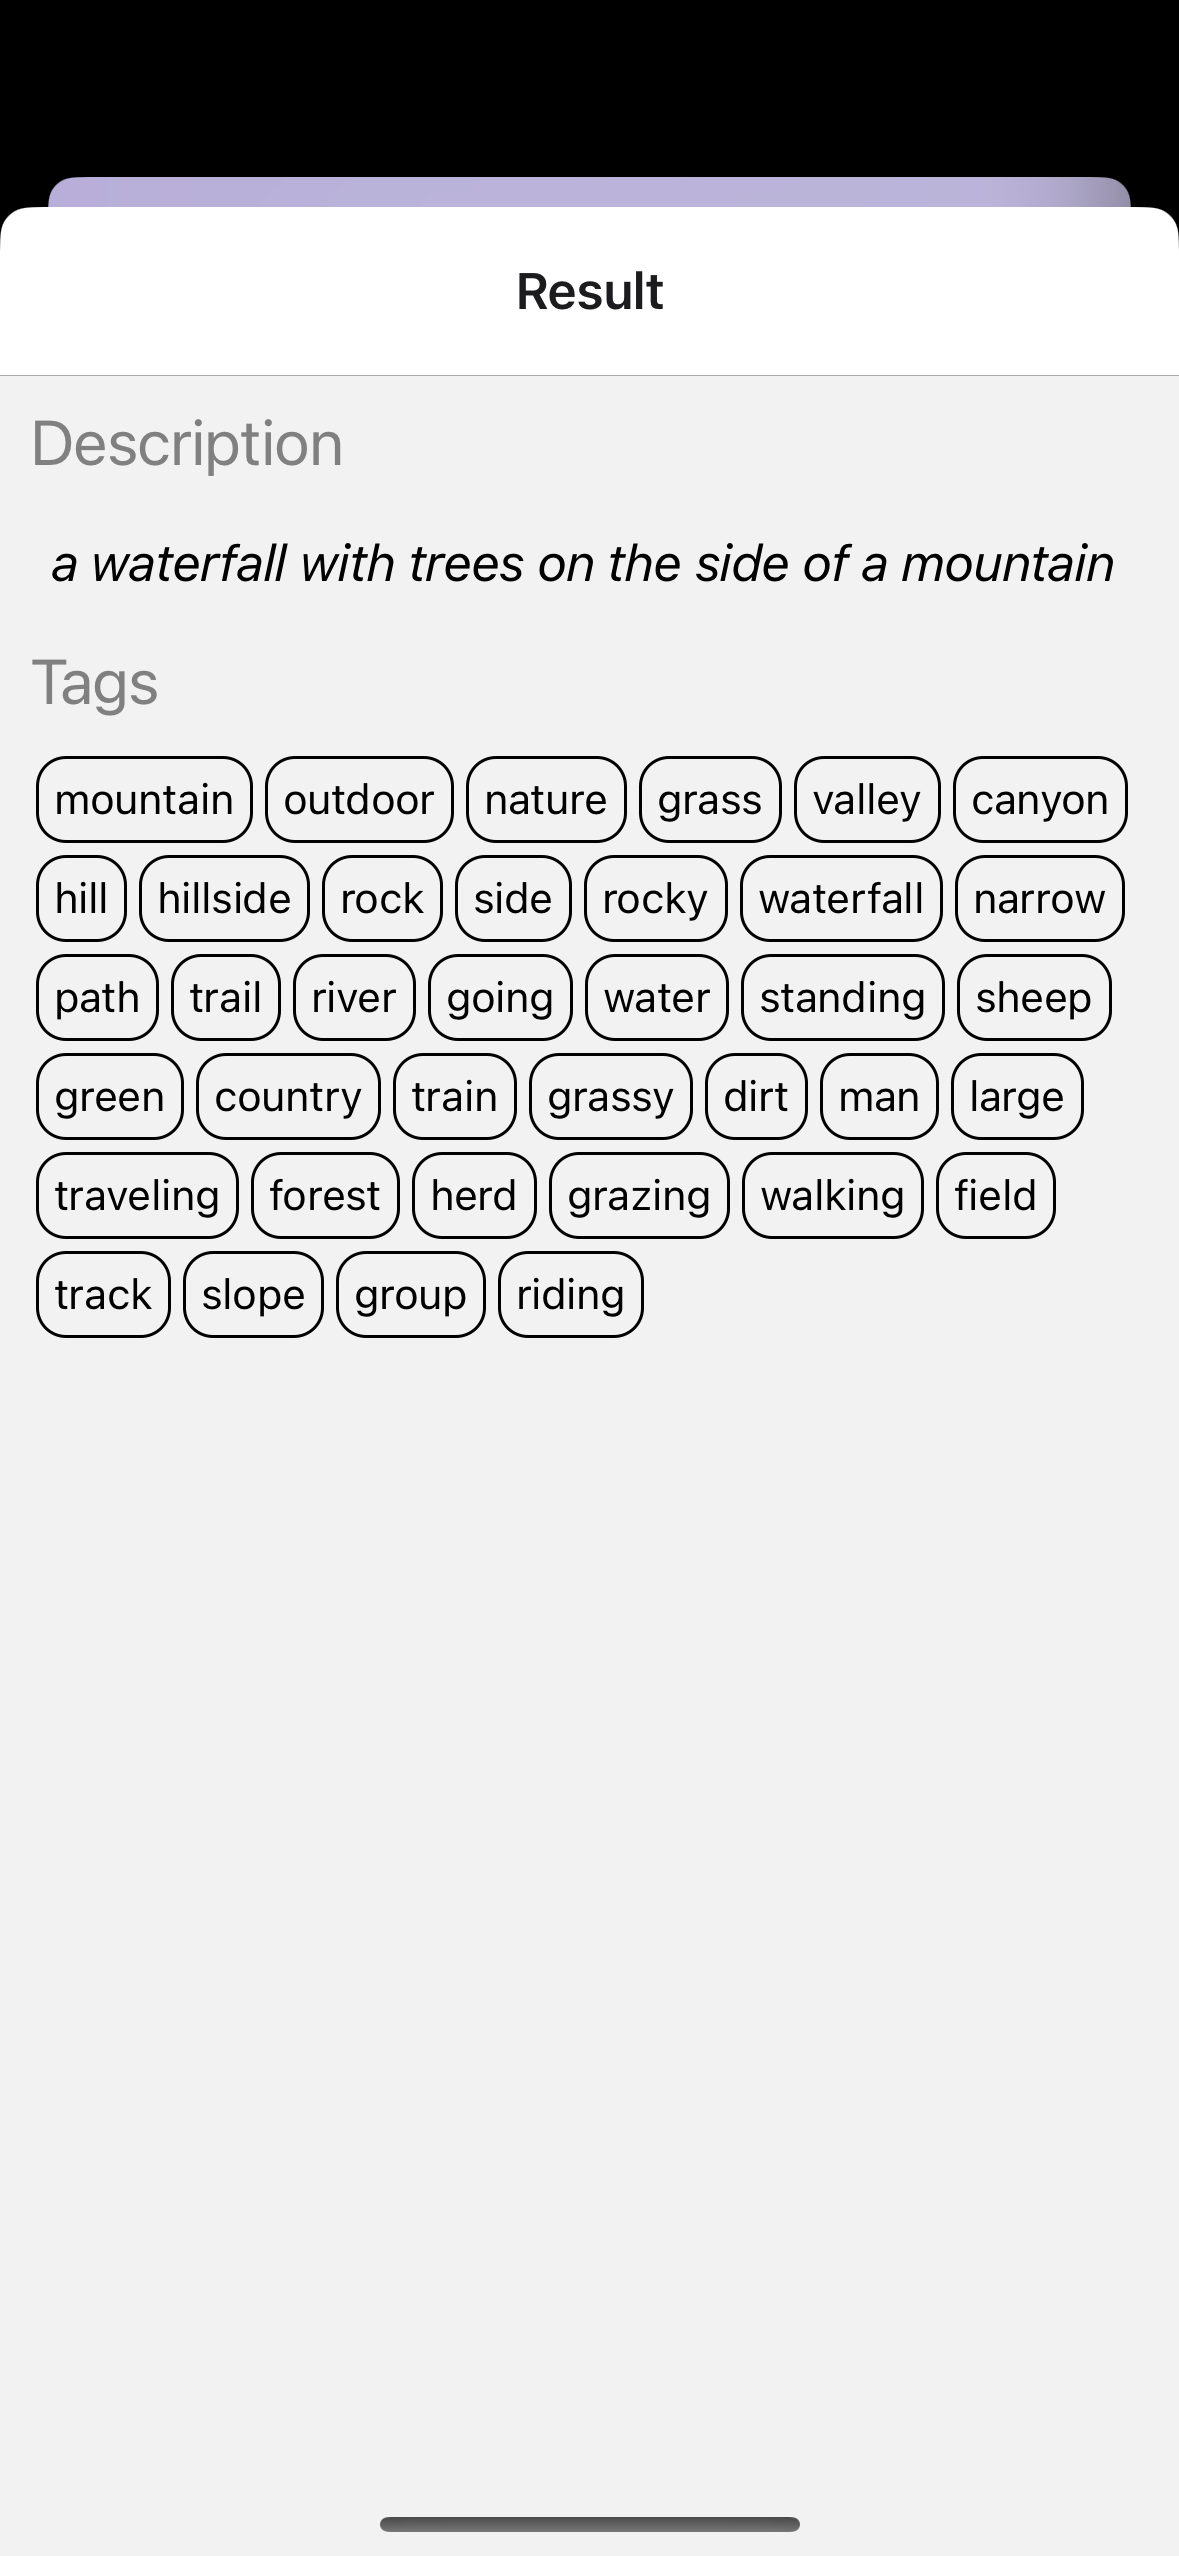 Result
Description
a waterfall with trees on the side of a mountain
Tags
mountain outdoor nature grass valley canyon
hill hillside rock side rocky waterfall narrow
path trail river going water standing sheep
green country train grassy dirt man large
traveling forest herd grazing walking field
track slope group riding